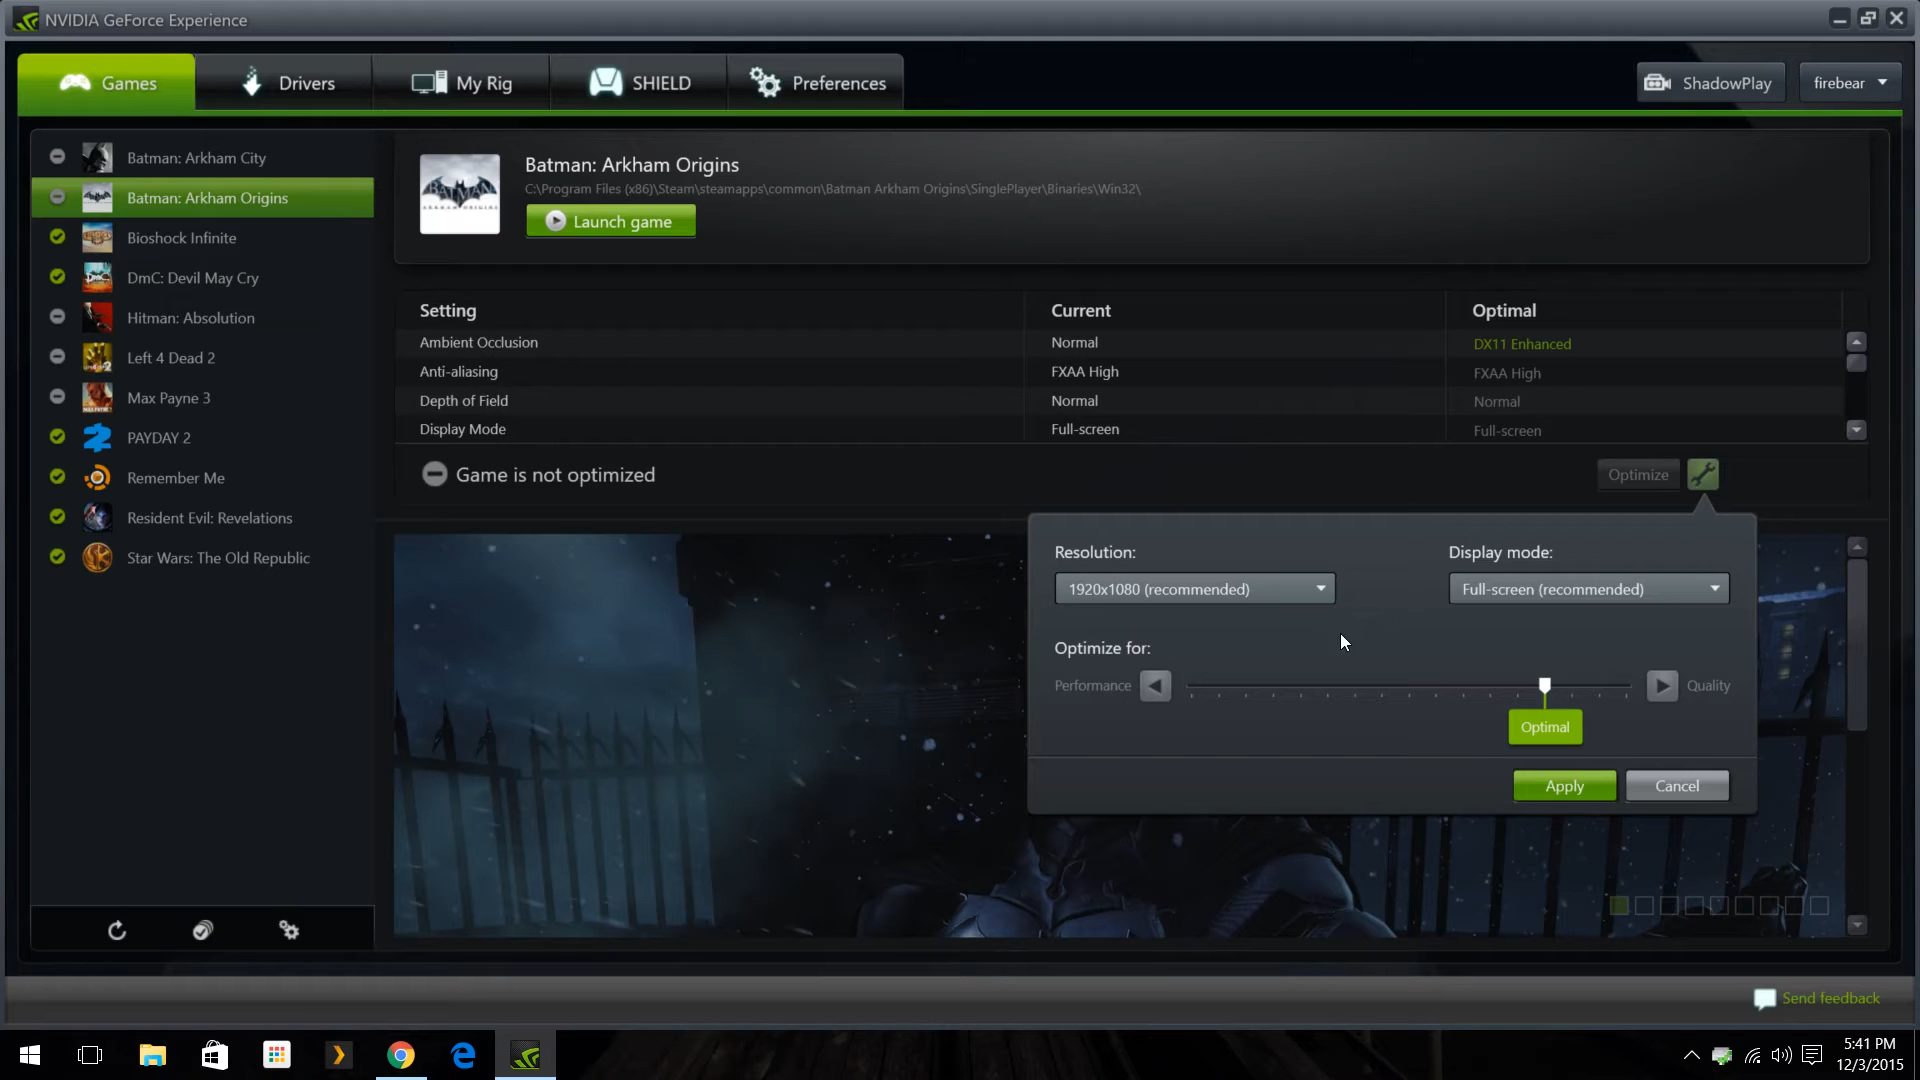 NVIDIA GeForce Experience
Games
Drivers
My Rig
SHIELD
Preferences
ShadowPlay
firebear
Batman: Arkham City
Batman: Arkham Origins
Bioshock Infinite
DmC: Devil May Cry
Hitman: Absolution
Left 4 Dead 2
Max Payne 3
PAYDAY 2
Remember Me
Resident Evil: Revelations
Star Wars: The Old Republic
Batman: Arkham Origins
C:\Program Files (x86)\Steam\steamapps\common\Batman Arkham Origins\SinglePlayer\Binaries\Win32\
Launch game
Setting Current Optimal
Ambient Occlusion Normal DX11 Enhanced
Anti-aliasing FXAA High FXAA High
Depth of Field Normal Normal
Display Mode Full-screen Full-screen
Game is not optimized
Optimize
Resolution:
1920x1080 (recommended)
Display mode:
Full-screen (recommended)
Optimize for:
Performance
Quality
Optimal
Apply
Cancel
Send feedback
5:41 PM
12/3/2015